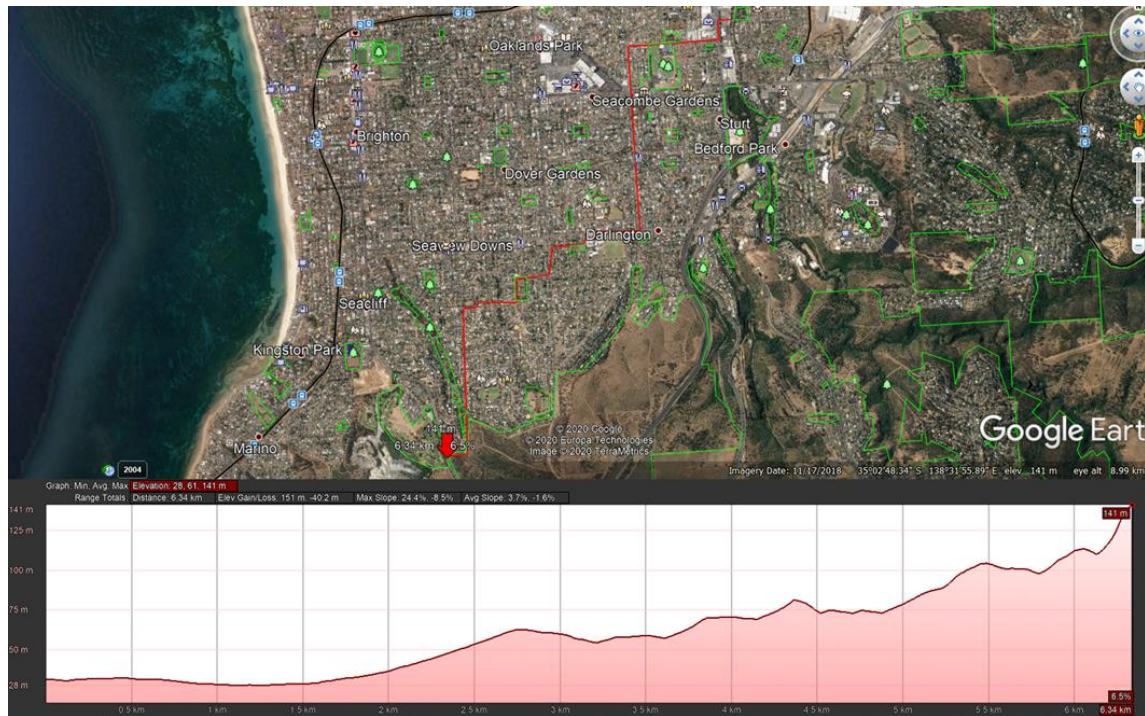 Oaklands Park
Seacombe Gardens
Brighton
Sturt
Bedford Park
Dover Gardens
Darlington
Seaview Downs
Seacliff
Kingston Park
Marino
141 m
6.34 km 6.5%
© 2020 Google
© 2020 Europa Technologies
Image © 2020 TerraMetrics
Google Eart
2004
Imagery Date: 11/17/2018 35°02'48.34" S 138°31'55.89" E elev 141 m eye alt 8.99 km
Graph: Min, Avg, Max Elevation: 28, 61, 141 m
Range Totals Distance: 6.34 km Elev Gain/Loss: 151 m, -40.2 m Max Slope: 24.4%, -8.5% Avg Slope: 3.7%, -1.6%
141 m
141 m
125 m
100 m
75 m
50 m
28 m
6.5%
0.5 km 1 km 1.5 km 2 km 2.5 km 3 km 3.5 km 4 km 4.5 km 5 km 5.5 km 6 km 6.34 km